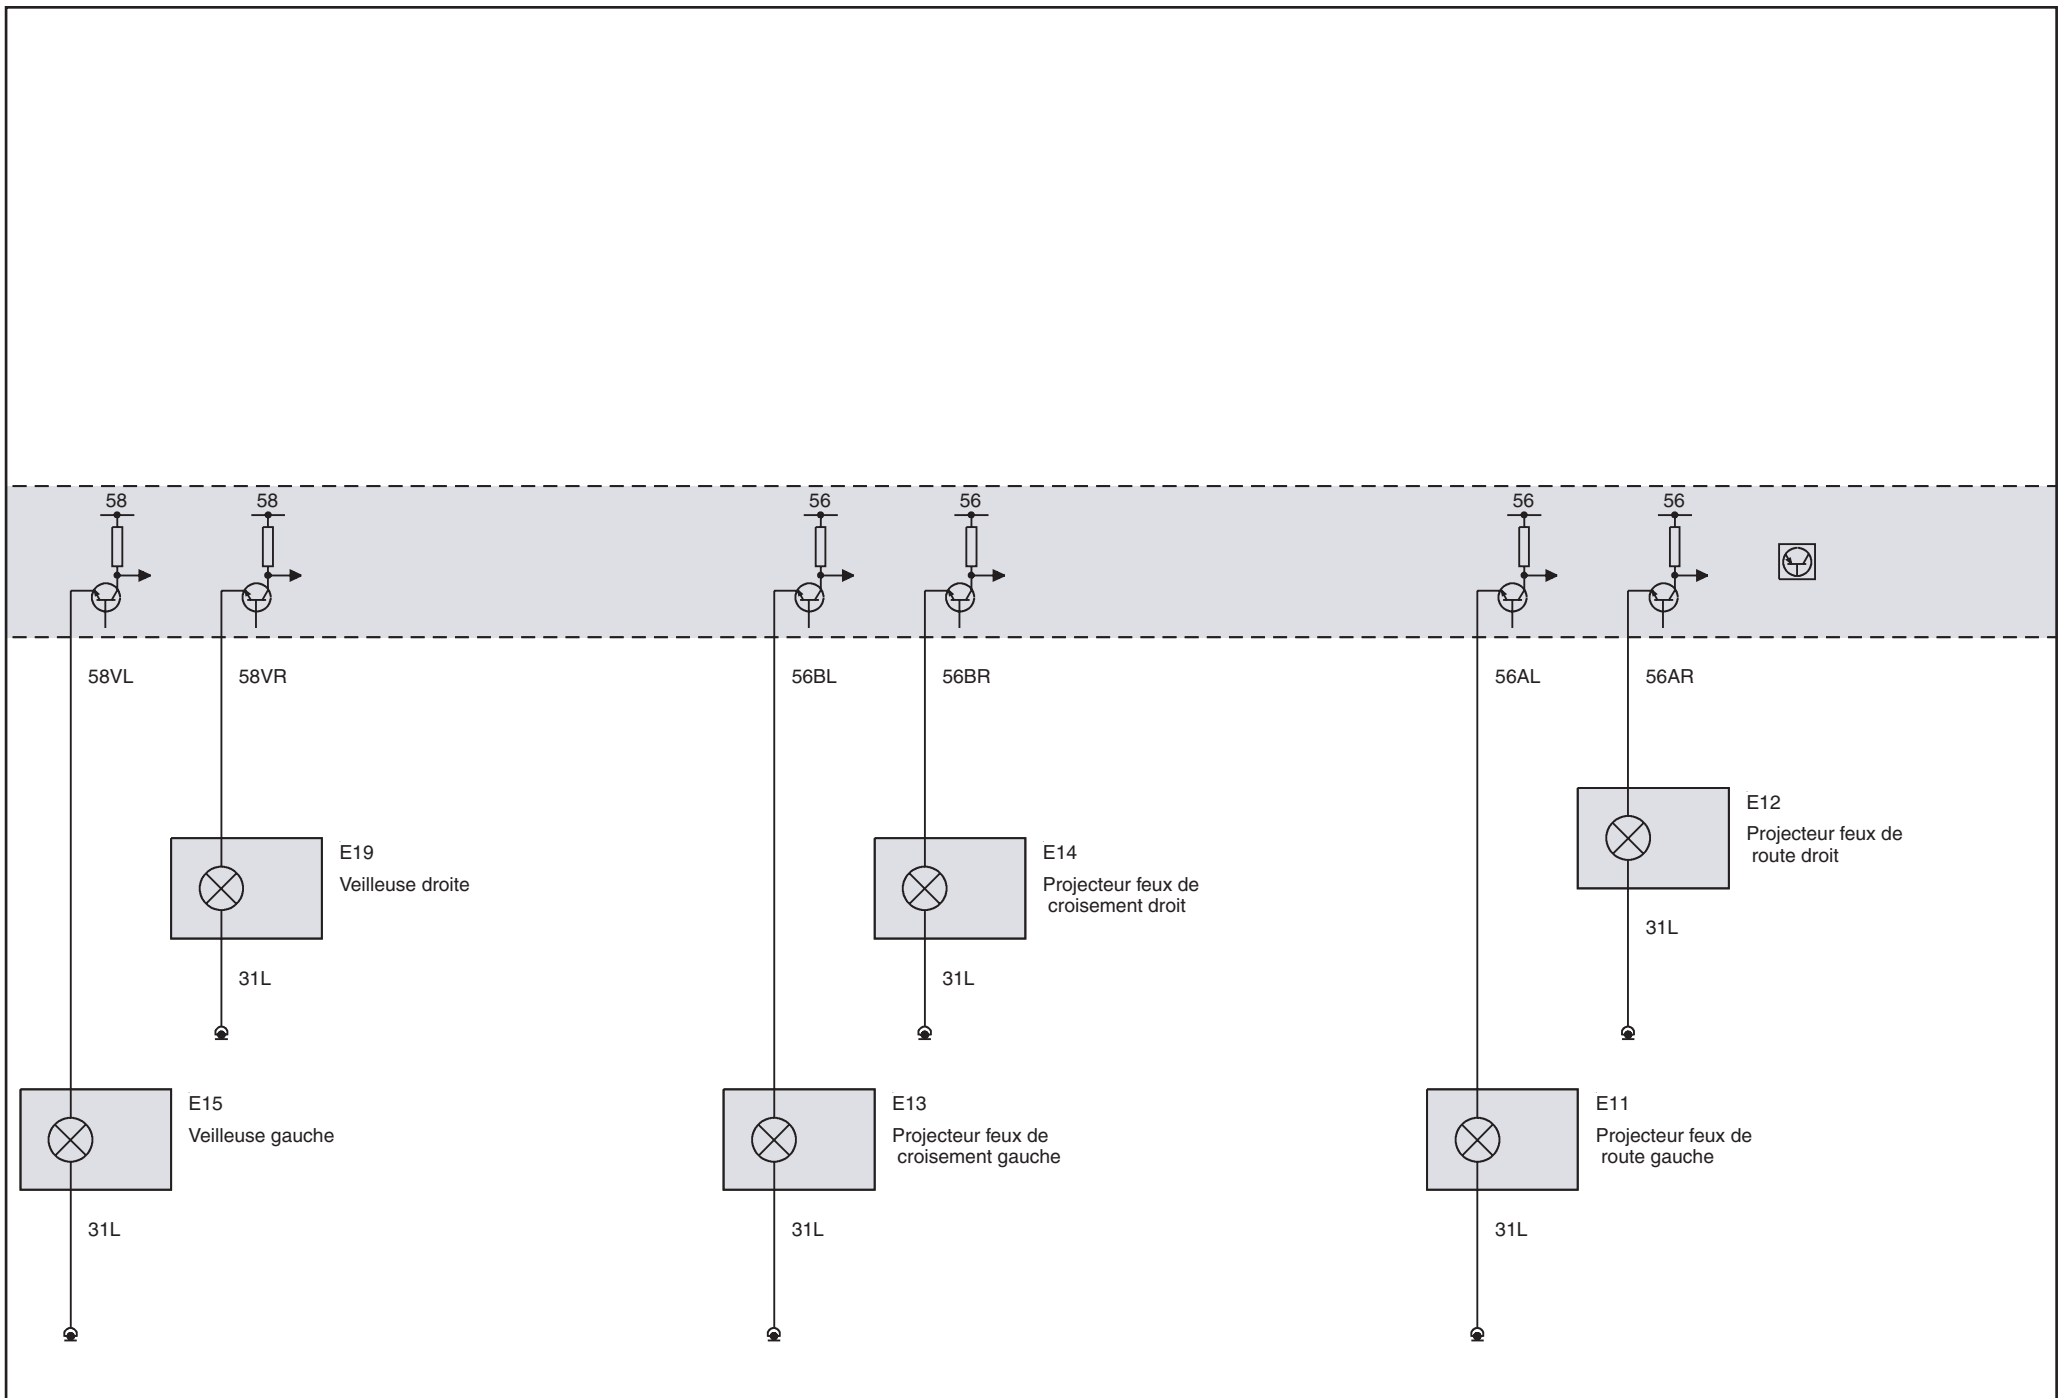 58
58
56
56
56
56
58VL
58VR
56BL
56BR
56AL
56AR
E12
Projecteur feux de
route droit
E19
Veilleuse droite
E14
Projecteur feux de
croisement droit
31L
31L
31L
E15
Veilleuse gauche
E13
Projecteur feux de
croisement gauche
E11
Projecteur feux de
route gauche
31L
31L
31L